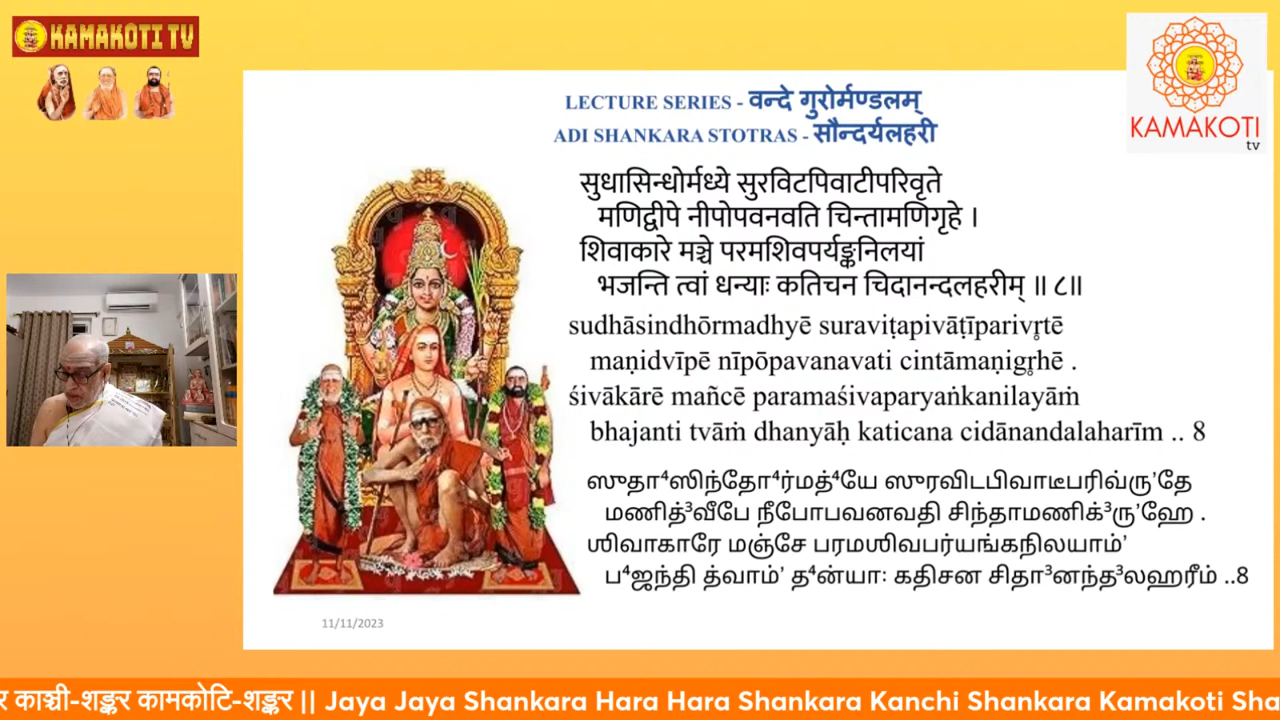 KAMAKOTI TV
KAMAKOTI
tv
LECTURE SERIES - वन्दे गुरोर्मण्डलम्
ADI SHANKARA STOTRAS - सौन्दर्यलहरी
सुधासिन्धोर्मध्ये सुरविटपिवाटीपरिवृते
मणिद्वीपे नीपोपवनवति चिन्तामणिगृहे ।
शिवाकारे मञ्चे परमशिवपर्यङ्कनिलयां
भजन्ति त्वां धन्याः कतिचन चिदानन्दलहरीम् ॥ ८॥
sudhāsindhōrmadhyē suraviṭapivāṭīparivr̥tē
maṇidvīpē nīpōpavanavati cintāmaṇigr̥hē .
śivākārē mañcē paramaśivaparyaṅkanilayāṁ
bhajanti tvāṁ dhanyāḥ katicana cidānandalaharīm .. 8
ஸுதா⁴ஸிந்தோ⁴ர்மத்⁴யே ஸுரவிடபிவாடீபரிவ்ரு’தே
மணித்³வீபே நீபோபவனவதி சிந்தாமணிக்³ரு’ஹே .
ஶிவாகாரே மஞ்சே பரமஶிவபர்யங்கநிலயாம்’
ப⁴ஜந்தி த்வாம்’ த⁴ன்யா​: கதிசன சிதா³னந்த³லஹரீம் ..8
11/11/2023
र काञ्ची-शङ्कर कामकोटि-शङ्कर || Jaya Jaya Shankara Hara Hara Shankara Kanchi Shankara Kamakoti Sha